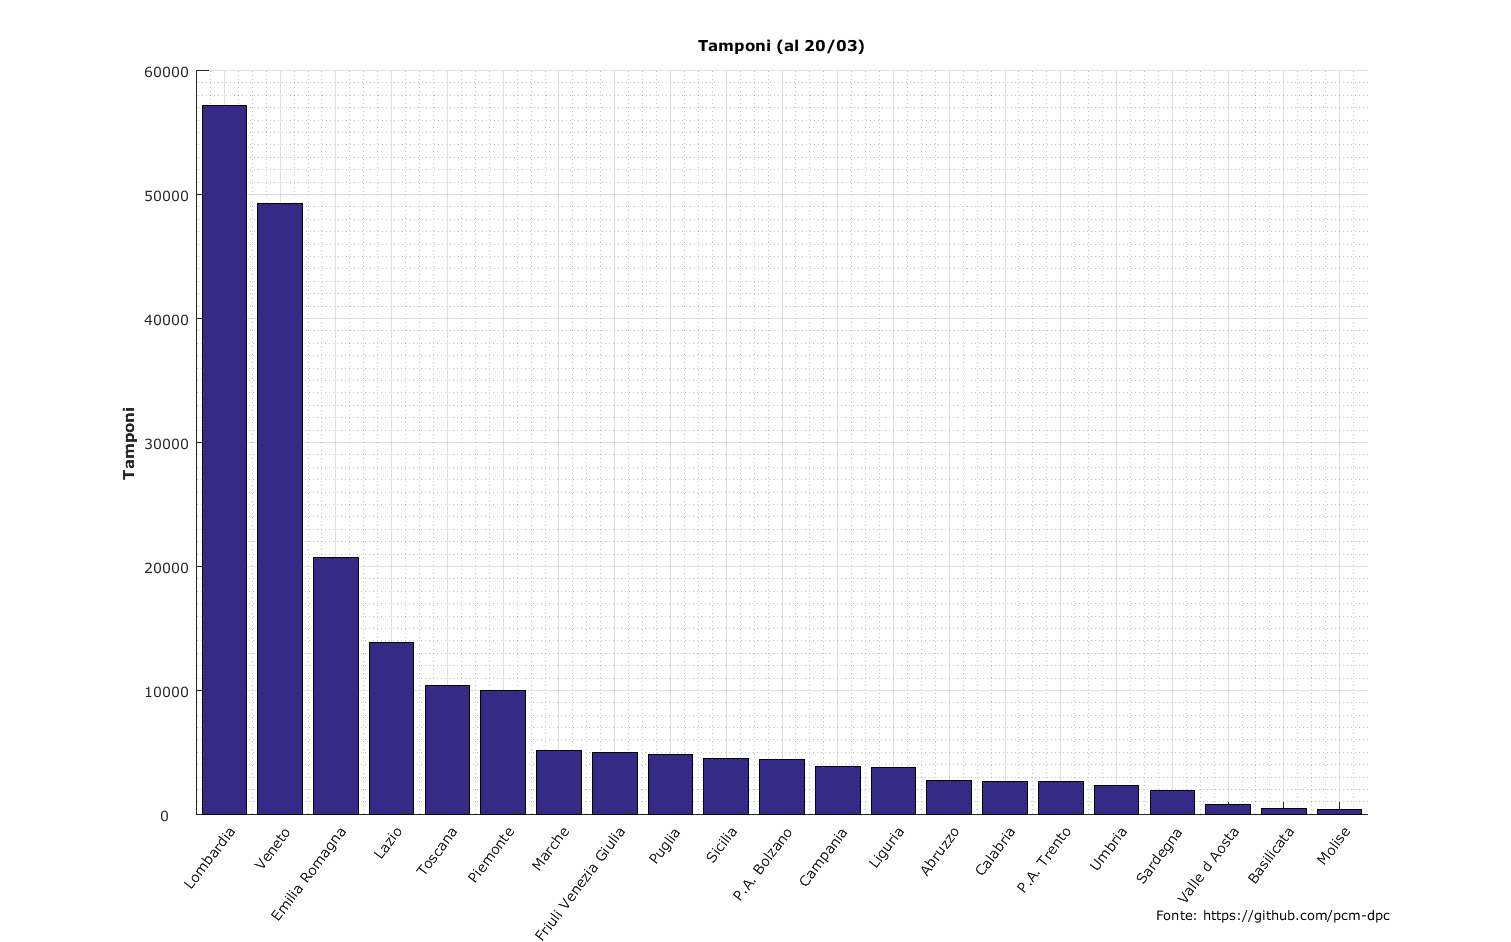 Tamponi (al 20/03)
60000
50000
40000
30000
20000
10000
0
Tamponi
Lombardia
Veneto
Emilia Romagna
Lazio
Toscana
Piemonte
Marche
Friuli Venezia Giulia
Puglia
Sicilia
P.A. Bolzano
Campania
Liguria
Abruzzo
Calabria
P.A. Trento
Umbria
Sardegna
Valle d Aosta
Basilicata
Molise
Fonte: https://github.com/pcm-dpc